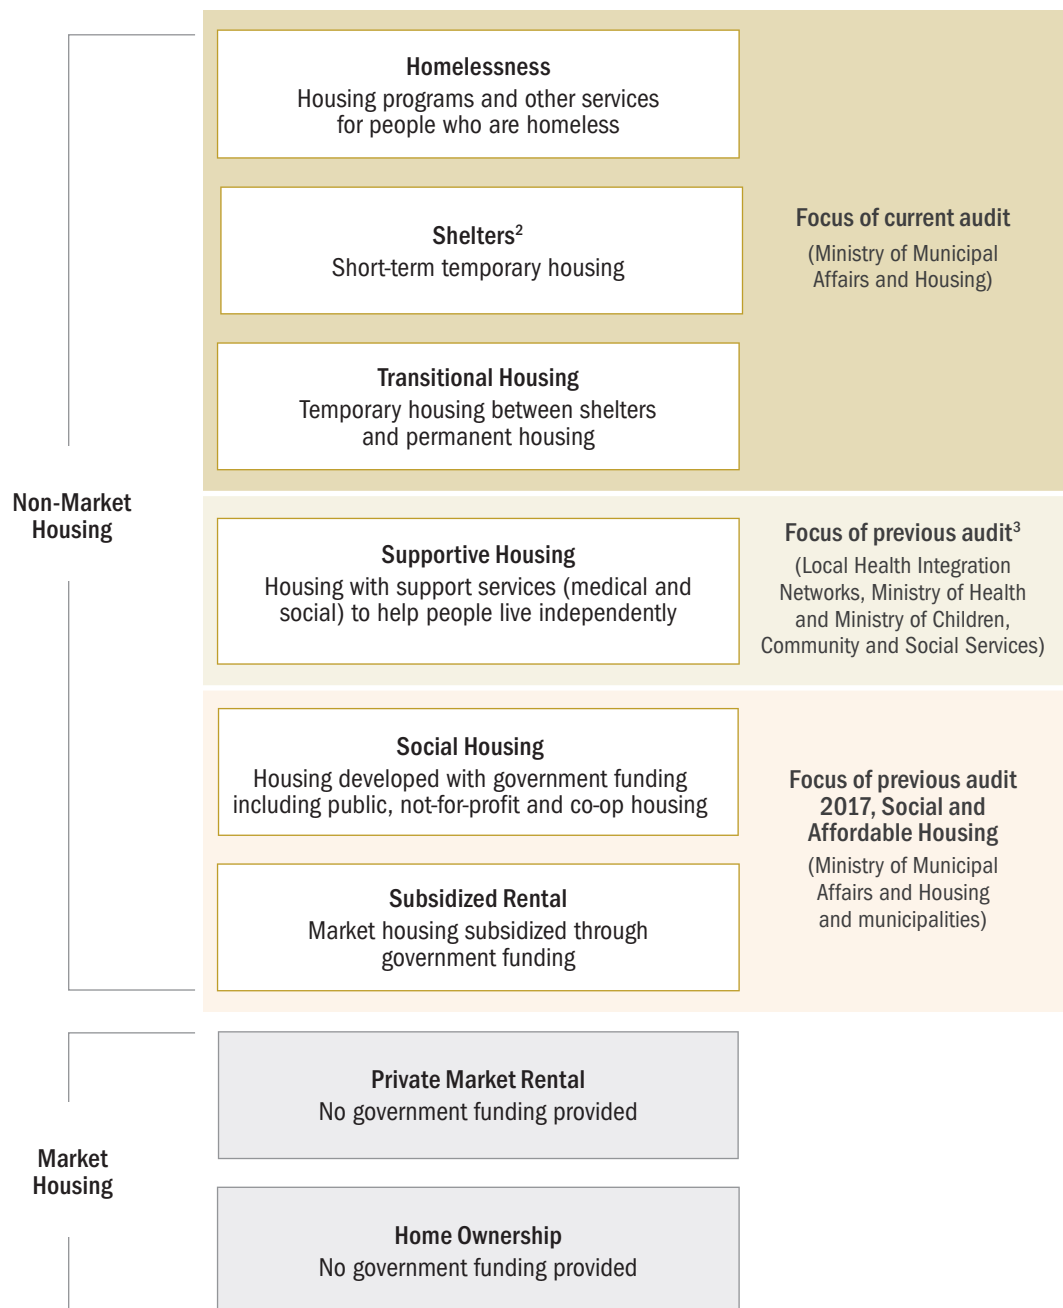 Homelessness
Housing programs and other services
for people who are homeless
Shelters²
Short-term temporary housing
Transitional Housing
Temporary housing between shelters
and permanent housing
Focus of current audit
(Ministry of Municipal
Affairs and Housing)
Non-Market
Housing
Supportive Housing
Housing with support services (medical and
social) to help people live independently
Focus of previous audit³
(Local Health Integration
Networks, Ministry of Health
and Ministry of Children,
Community and Social Services)
Social Housing
Housing developed with government funding
including public, not-for-profit and co-op housing
Subsidized Rental
Market housing subsidized through
government funding
Focus of previous audit
2017, Social and
Affordable Housing
(Ministry of Municipal
Affairs and Housing
and municipalities)
Private Market Rental
No government funding provided
Market
Housing
Home Ownership
No government funding provided